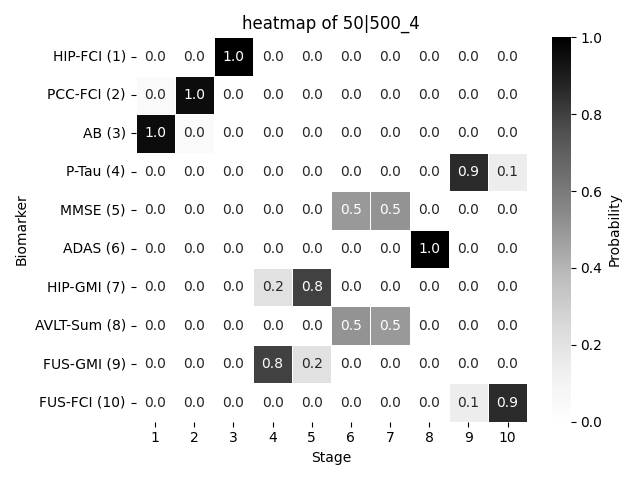 heatmap of 50|500_4
HIP-FCI (1) 0.0 0.0 1.0 0.0 0.0 0.0 0.0 0.0 0.0 0.0
PCC-FCI (2) 0.0 1.0 0.0 0.0 0.0 0.0 0.0 0.0 0.0 0.0
AB (3) 1.0 0.0 0.0 0.0 0.0 0.0 0.0 0.0 0.0 0.0
P-Tau (4) 0.0 0.0 0.0 0.0 0.0 0.0 0.0 0.0 0.9 0.1
MMSE (5) 0.0 0.0 0.0 0.0 0.0 0.5 0.5 0.0 0.0 0.0
ADAS (6) 0.0 0.0 0.0 0.0 0.0 0.0 0.0 1.0 0.0 0.0
HIP-GMI (7) 0.0 0.0 0.0 0.2 0.8 0.0 0.0 0.0 0.0 0.0
AVLT-Sum (8) 0.0 0.0 0.0 0.0 0.0 0.5 0.5 0.0 0.0 0.0
FUS-GMI (9) 0.0 0.0 0.0 0.8 0.2 0.0 0.0 0.0 0.0 0.0
FUS-FCI (10) 0.0 0.0 0.0 0.0 0.0 0.0 0.0 0.0 0.1 0.9
1 2 3 4 5 6 7 8 9 10
Stage
Biomarker
1.0
0.8
0.6
0.4
0.2
0.0
Probability